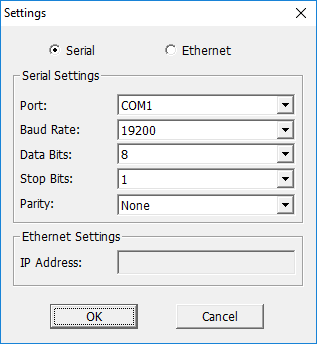 Settings
Serial Ethernet
Serial Settings
Port: COM1
Baud Rate: 19200
Data Bits: 8
Stop Bits: 1
Parity: None
Ethernet Settings
IP Address:
OK Cancel